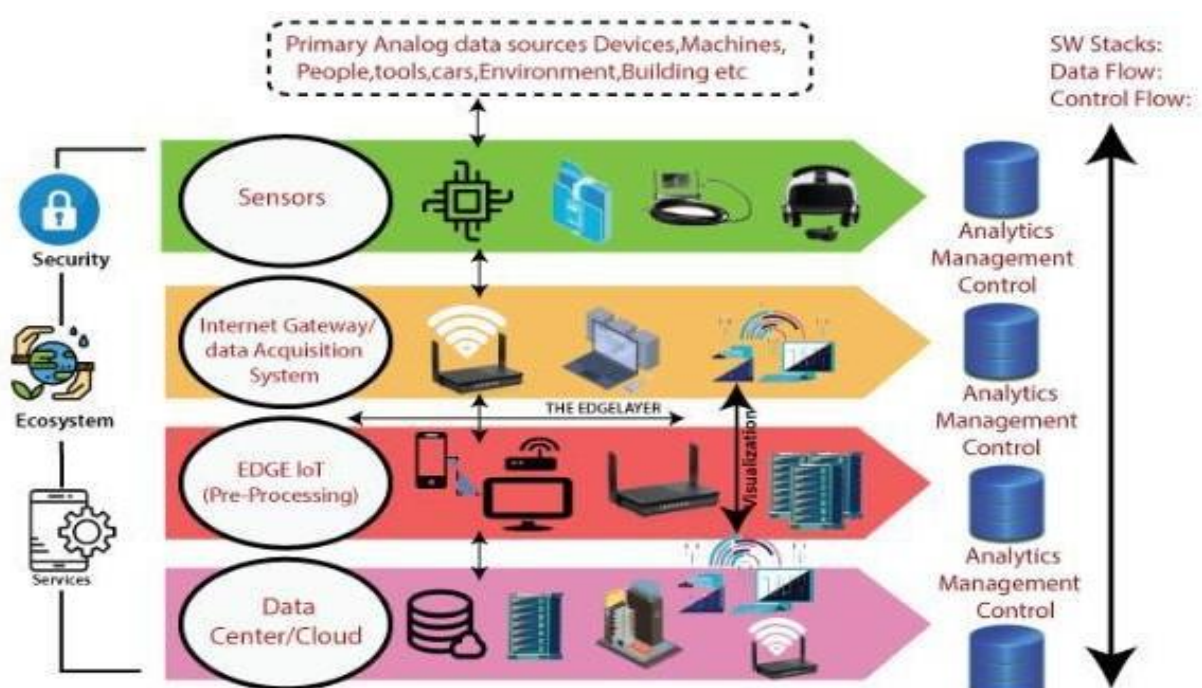 Primary Analog data sources Devices,Machines,
People,tools,cars,Environment,Building etc
SW Stacks:
Data Flow:
Control Flow:
Sensors
Security
Analytics
Management
Control
Internet Gateway/
data Acquisition
System
Ecosystem
Analytics
Management
Control
THE EDGELAYER
Visualization
EDGE IoT
(Pre-Processing)
Services
Analytics
Management
Control
Data
Center/Cloud